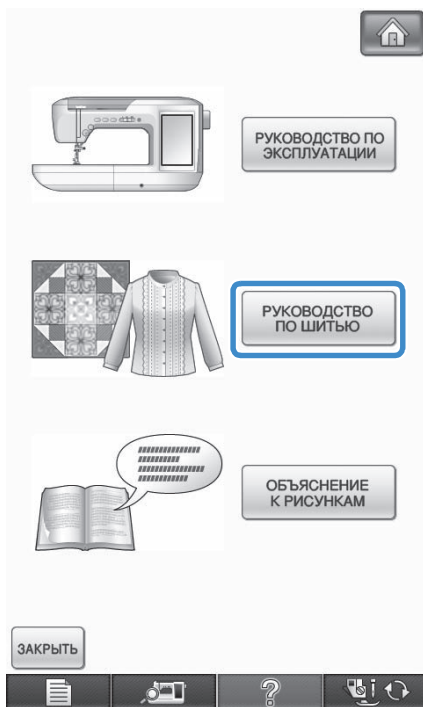 РУКОВОДСТВО ПО
ЭКСПЛУАТАЦИИ
РУКОВОДСТВО
ПО ШИТЬЮ
ОБЪЯСНЕНИЕ
К РИСУНКАМ
ЗАКРЫТЬ